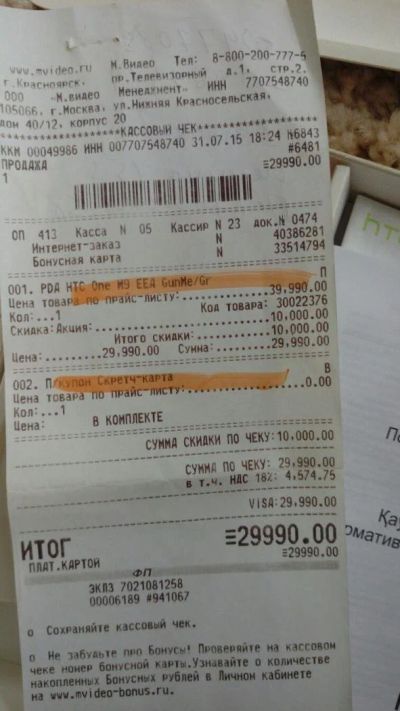 www.mvideo.ru М.Видео Тел: 8-800-200-777-5
г.Красноярск, пр.Телевизорный д.1, стр.2,
ООО "М.видео Менеджмент" ИНН 7707548740
105066, г.Москва, ул.Нижняя Красносельская,
дом 40/12, корпус 20
КАССОВЫЙ ЧЕК
ККМ 00049986 ИНН 007707548740 31.07.15 18:24 №6843
ПРОДАЖА #6481
1 ≡29990.00
ОП 413 Касса N 05 Кассир N 23 док.№ 0474
Интернет-заказ N 40386281
Бонусная карта N 33514794
001. PDA HTC One M9 EEA GunMe/Gr П
Цена товара по прайс-листу: 39,990.00
Кол:...1 Код товара: 30022376
Скидка:Акция: 10,000.00
Итого скидки: 10,000.00
Цена: 29,990.00 Сумма: 29,990.00
002. П/купон Скретч-карта В
Цена товара по прайс-листу: 0.00
Кол:...1
Цена: В КОМПЛЕКТЕ
СУММА СКИДКИ ПО ЧЕКУ: 10,000.00
СУММА ПО ЧЕКУ: 29,990.00
в т.ч. НДС 18%: 4,574.75
VISA: 29,990.00
ИТОГ ≡29990.00
ПЛАТ.КАРТОЙ ≡29990.00
ФП
ЭКЛЗ 7021081258
00006189 #941067
о Сохраняйте кассовый чек.
о Не забудьте про Бонусы! Проверяйте на кассовом
чеке номер бонусной карты.Узнавайте о количестве
накопленных Бонусных рублей в Личном кабинете
на www.mvideo-bonus.ru.